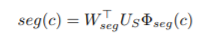 seg(c) = W_{seg}^{⊤} U_S Φ_{seg}(c)